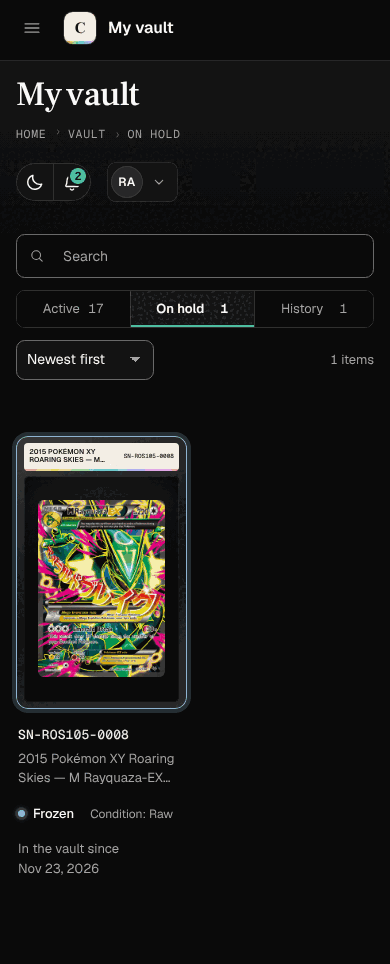 C My vault
My vault
HOME › VAULT › ON HOLD
2 RA
Search
Active 17 On hold 1 History 1
Newest first 1 items
2015 POKÉMON XY
ROARING SKIES — M... SN-ROS105-0008
SN-ROS105-0008
2015 Pokémon XY Roaring
Skies — M Rayquaza-EX...
Frozen Condition: Raw
In the vault since
Nov 23, 2026